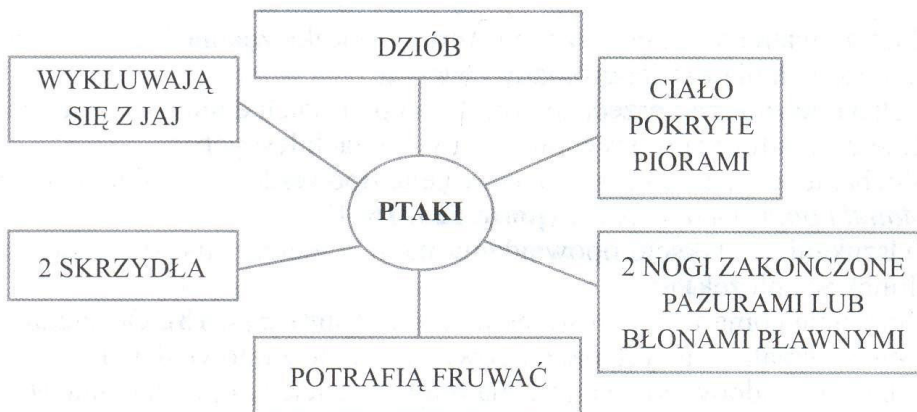 DZIÓB
WYKLUWAJĄ
SIĘ Z JAJ
CIAŁO
POKRYTE
PIÓRAMI
PTAKI
2 SKRZYDŁA
2 NOGI ZAKOŃCZONE
PAZURAMI LUB
BŁONAMI PŁAWNYMI
POTRAFIĄ FRUWAĆ